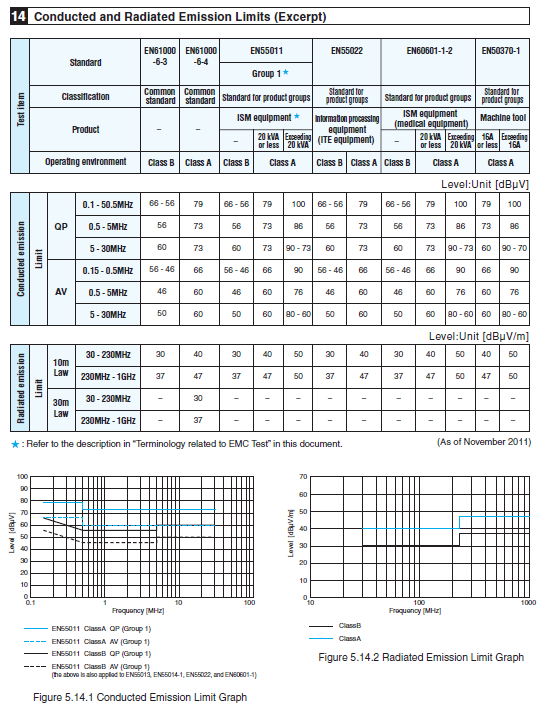 14 Conducted and Radiated Emission Limits (Excerpt)
Test item
Standard EN61000-6-3 EN61000-6-4 EN55011 EN55022 EN60601-1-2 EN50370-1
Group 1★
Classification Common standard Common standard Standard for product groups Standard for product groups Standard for product groups Standard for product groups
Product – – ISM equipment ★ Information processing equipment (ITE equipment) ISM equipment (medical equipment) Machine tool
– 20 kVA or less Exceeding 20 kVA – 20 kVA or less Exceeding 20 kVA 16A or less Exceeding 16A
Operating environment Class B Class A Class B Class A Class B Class A Class B Class A Class A
Level:Unit [dBµV]
Conducted emission
Limit
QP
0.1 - 50.5MHz 66 - 56 79 66 - 56 79 100 66 - 56 79 66 - 56 79 100 79 100
0.5 - 5MHz 56 73 56 73 86 56 73 56 73 86 73 86
5 - 30MHz 60 73 60 73 90 - 73 60 73 60 73 90 - 73 60 90 - 70
AV
0.15 - 0.5MHz 56 - 46 66 56 - 46 66 90 56 - 46 66 56 - 46 66 90 66 90
0.5 - 5MHz 46 60 46 60 76 46 60 46 60 76 60 76
5 - 30MHz 50 60 50 60 80 - 60 50 60 50 60 80 - 60 60 80 - 60
Level:Unit [dBµV/m]
Radiated emission
Limit
10m Law
30 - 230MHz 30 40 30 40 50 30 40 30 40 50 40 50
230MHz - 1GHz 37 47 37 47 50 37 47 37 47 50 47 50
30m Law
30 - 230MHz – 30 – – – – – – – – – –
230MHz - 1GHz – 37 – – – – – – – – – –
★ : Refer to the description in "Terminology related to EMC Test" in this document.
(As of November 2011)
Level [dBµV]
100
90
80
70
60
50
40
30
20
10
0
0.1 1 10 100
Frequency [MHz]
EN55011 ClassA QP (Group 1)
EN55011 ClassA AV (Group 1)
EN55011 ClassB QP (Group 1)
EN55011 ClassB AV (Group 1)
(the above is also applied to EN55013, EN55014-1, EN55022, and EN60601-1)
Figure 5.14.1 Conducted Emission Limit Graph
Level [dBµV/m]
70
60
50
40
30
20
10
0
10 100 1000
Frequency [MHz]
ClassB
ClassA
Figure 5.14.2 Radiated Emission Limit Graph